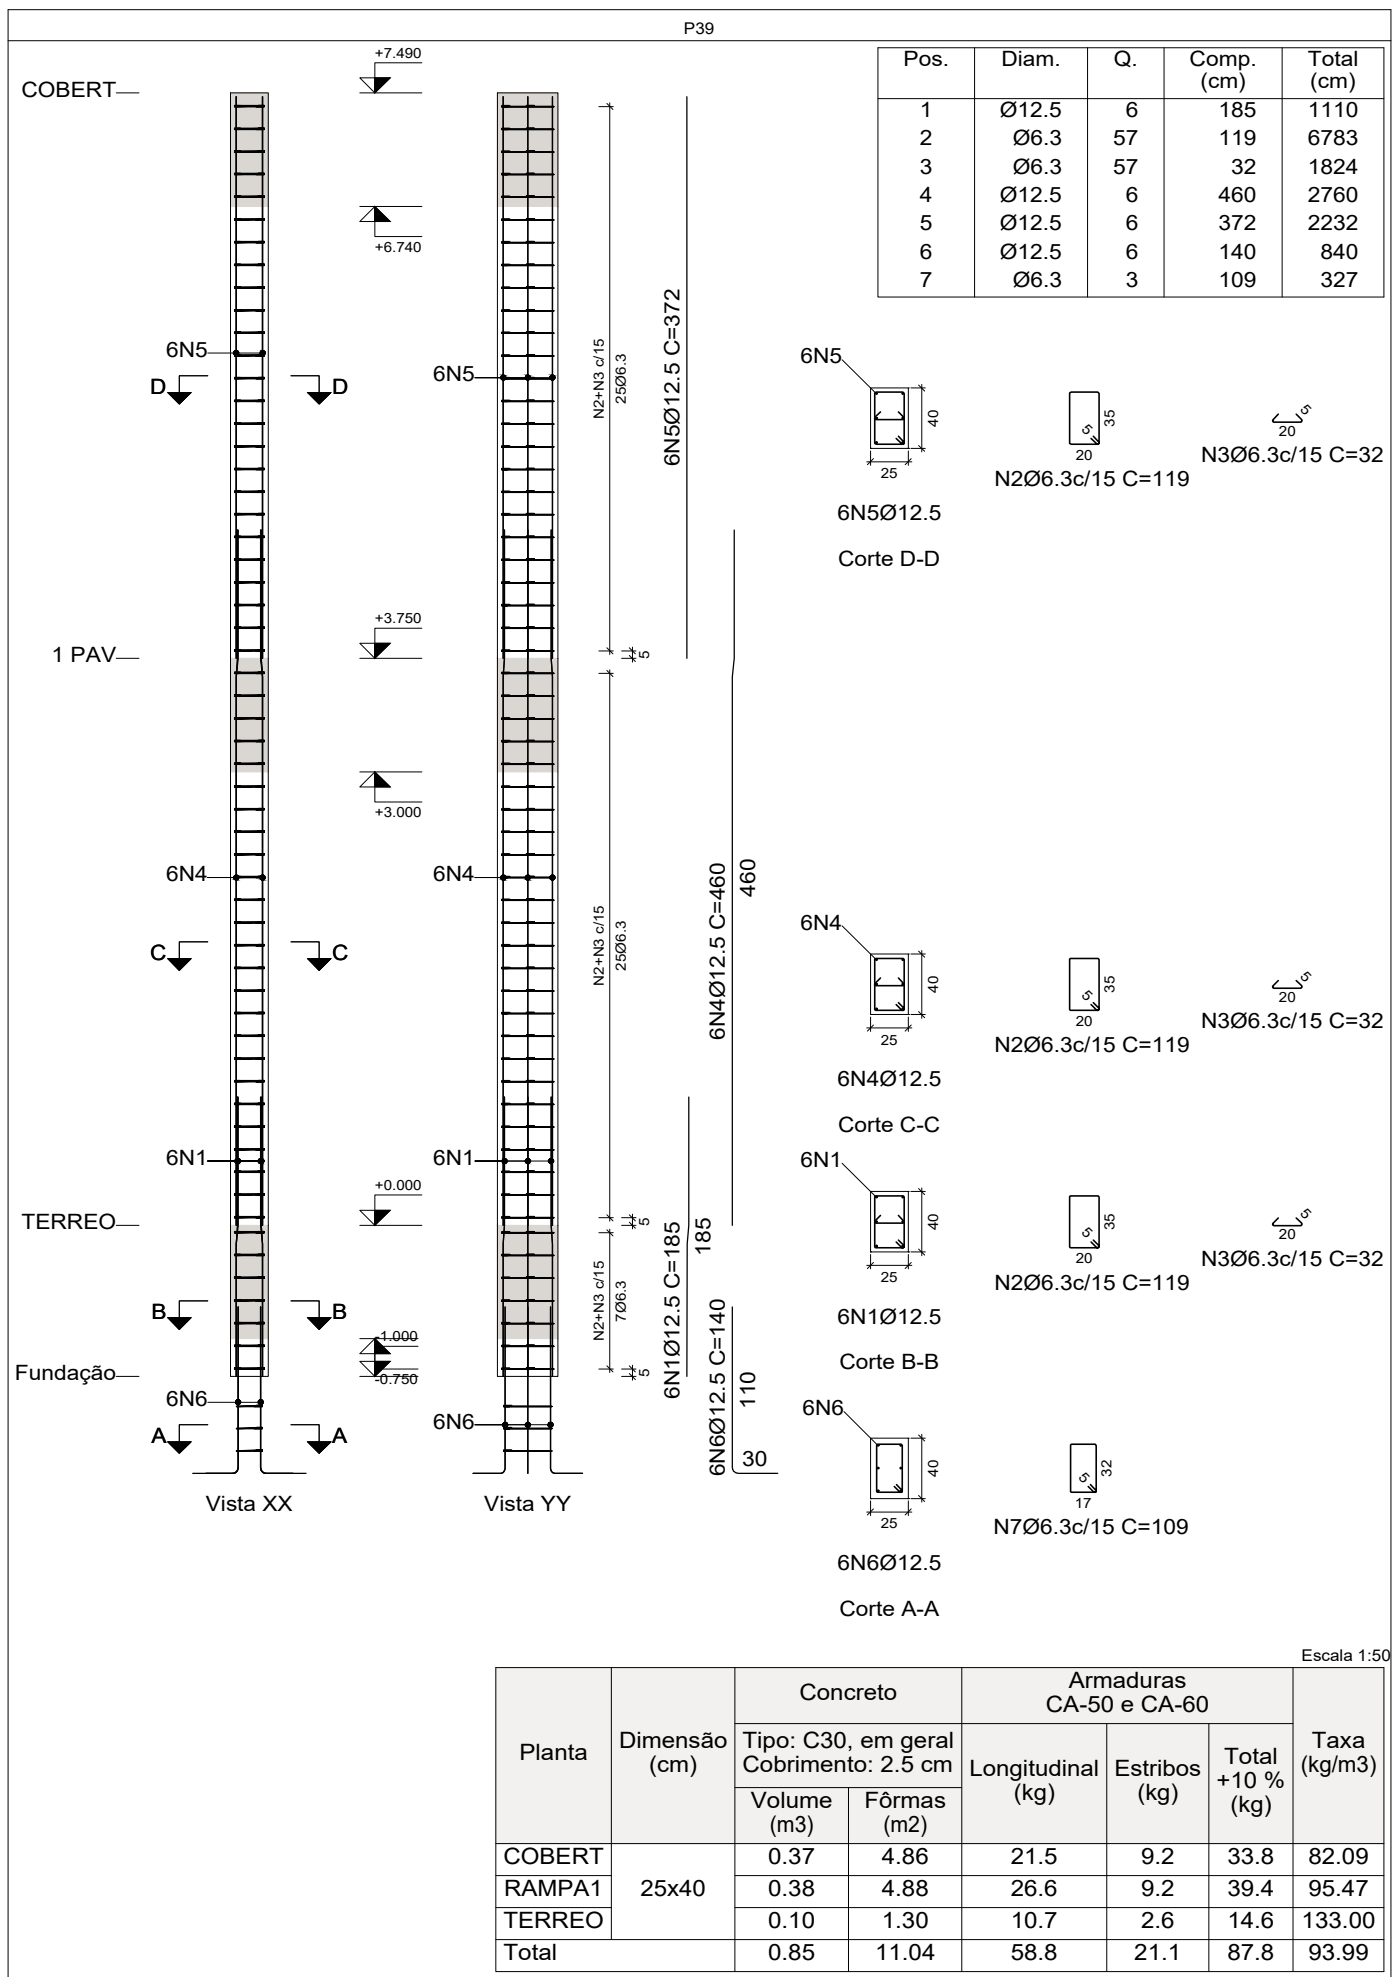 P39
Pos. Diam. Q. Comp. (cm) Total (cm)
1 Ø12.5 6 185 1110
2 Ø6.3 57 119 6783
3 Ø6.3 57 32 1824
4 Ø12.5 6 460 2760
5 Ø12.5 6 372 2232
6 Ø12.5 6 140 840
7 Ø6.3 3 109 327
COBERT
+7.490
+6.740
6N5
6N5
D D
N2+N3 c/15
25Ø6.3
6N5Ø12.5 C=372
1 PAV
+3.750
5
+3.000
6N4
6N4
C C
N2+N3 c/15
25Ø6.3
6N4Ø12.5 C=460
460
6N1
6N1
TERREO
+0.000
5
B B
N2+N3 c/15
7Ø6.3
6N1Ø12.5 C=185
185
-1.000
Fundação
-0.750
5
6N6
6N6
A A
6N6Ø12.5 C=140
110
30
Vista XX
Vista YY
6N5
40
25
6N5Ø12.5
Corte D-D
5
35
20
N2Ø6.3c/15 C=119
5
20
N3Ø6.3c/15 C=32
6N4
40
25
6N4Ø12.5
Corte C-C
5
35
20
N2Ø6.3c/15 C=119
5
20
N3Ø6.3c/15 C=32
6N1
40
25
6N1Ø12.5
Corte B-B
5
35
20
N2Ø6.3c/15 C=119
5
20
N3Ø6.3c/15 C=32
6N6
40
25
6N6Ø12.5
Corte A-A
5
32
17
N7Ø6.3c/15 C=109
Escala 1:50
Planta
Dimensão
(cm)
Concreto
Tipo: C30, em geral
Cobrimento: 2.5 cm
Volume
(m3)
Fôrmas
(m2)
Armaduras
CA-50 e CA-60
Longitudinal
(kg)
Estribos
(kg)
Total
+10 %
(kg)
Taxa
(kg/m3)
COBERT 0.37 4.86 21.5 9.2 33.8 82.09
RAMPA1 25x40 0.38 4.88 26.6 9.2 39.4 95.47
TERREO 0.10 1.30 10.7 2.6 14.6 133.00
Total 0.85 11.04 58.8 21.1 87.8 93.99